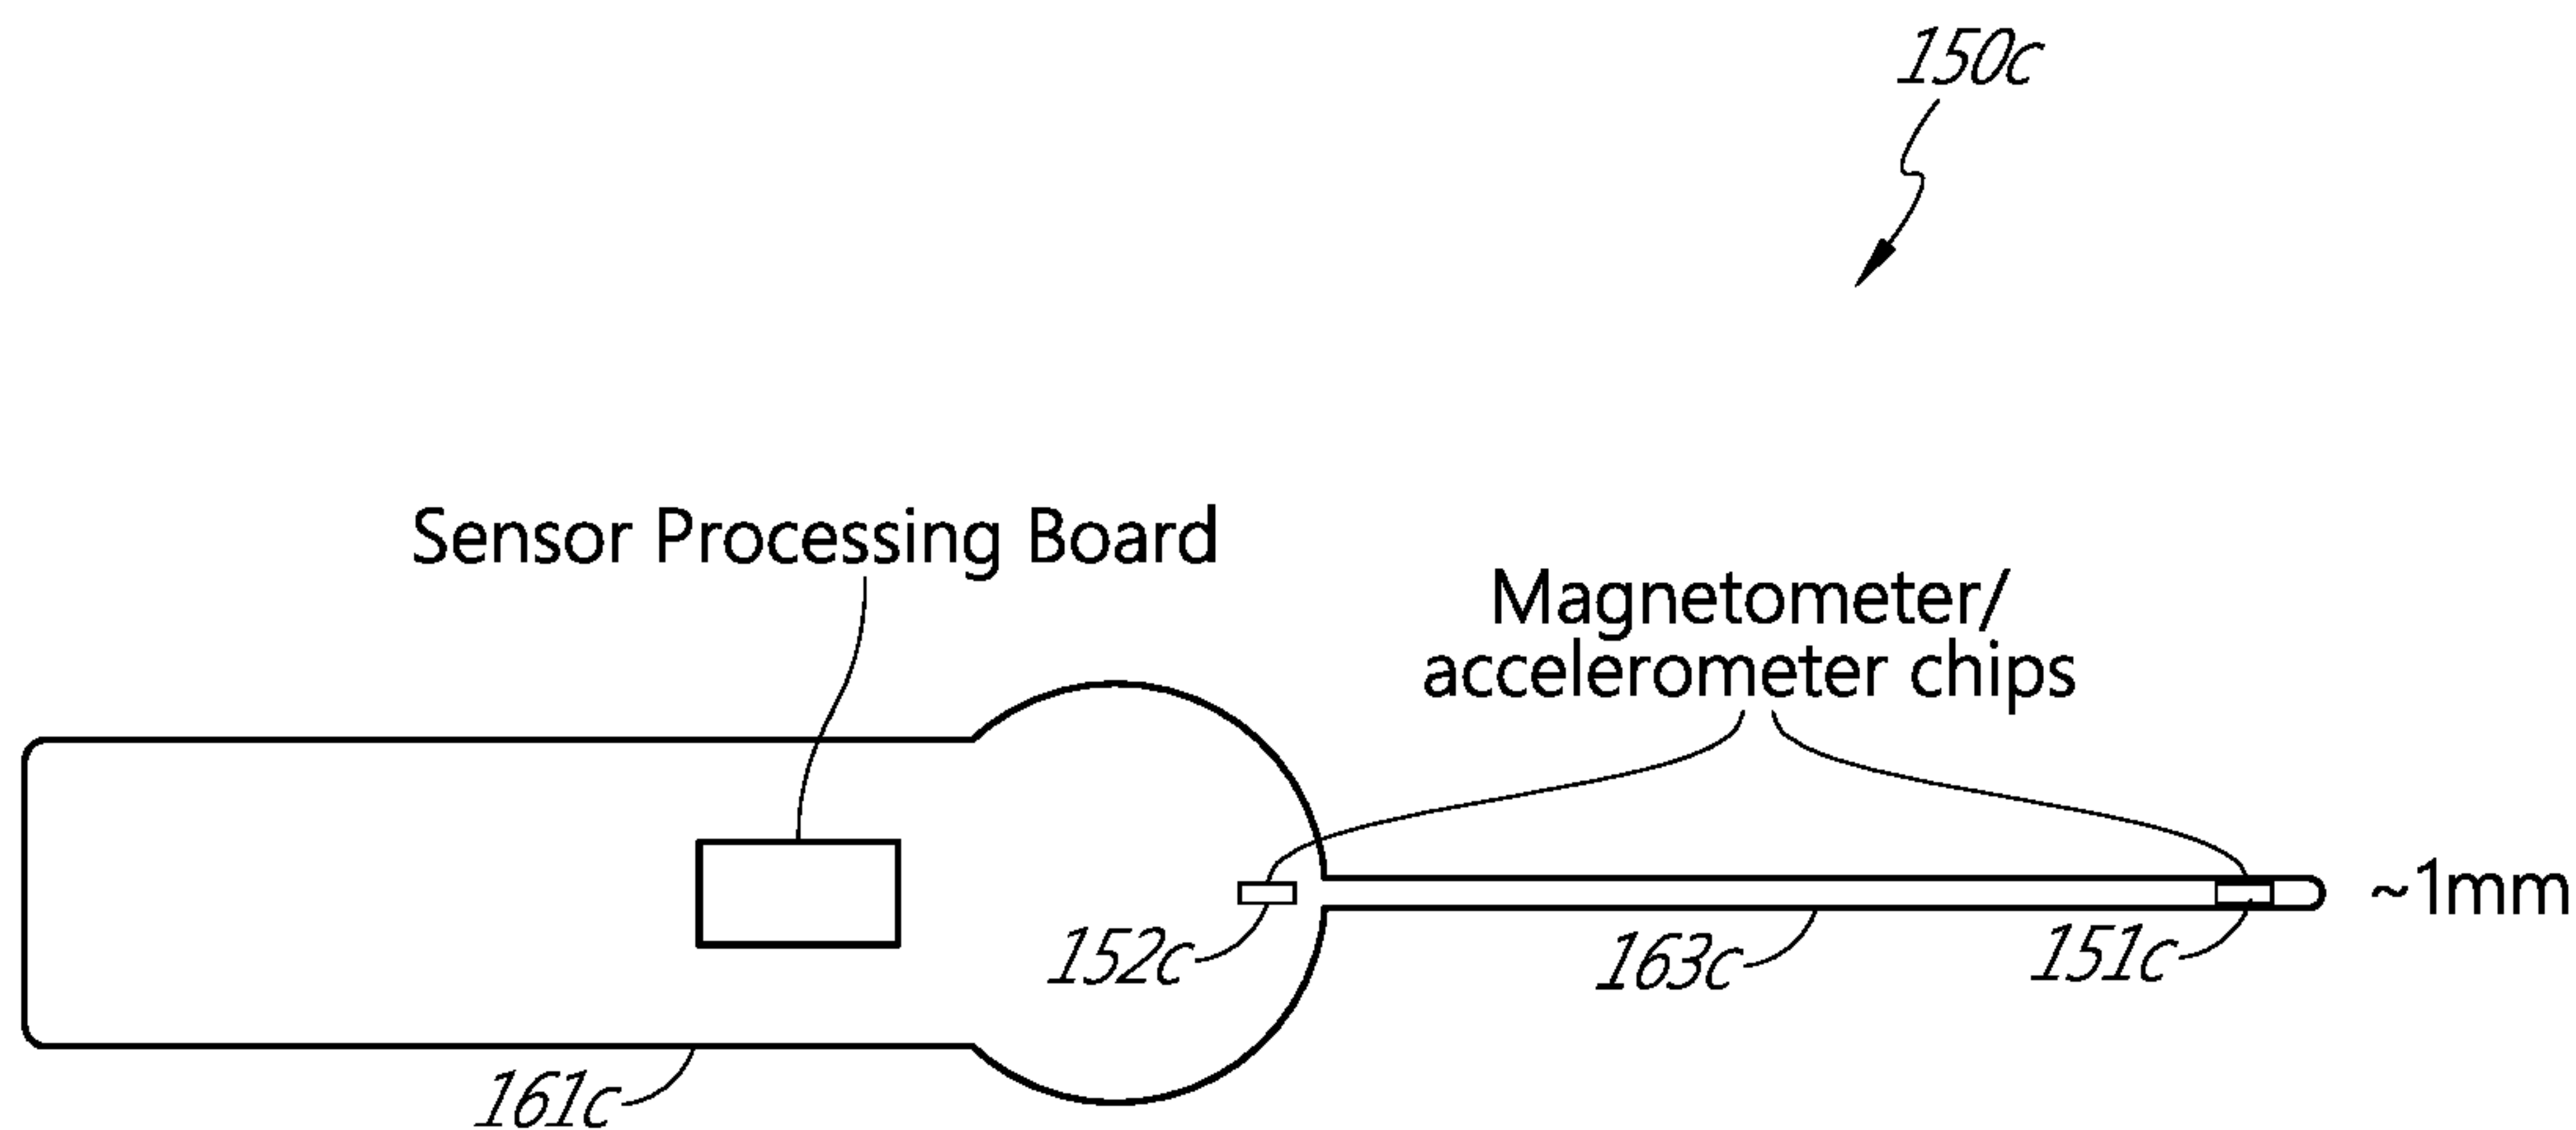 150c
Sensor Processing Board
Magnetometer/
accelerometer chips
~1mm
152c
163c
151c
161c